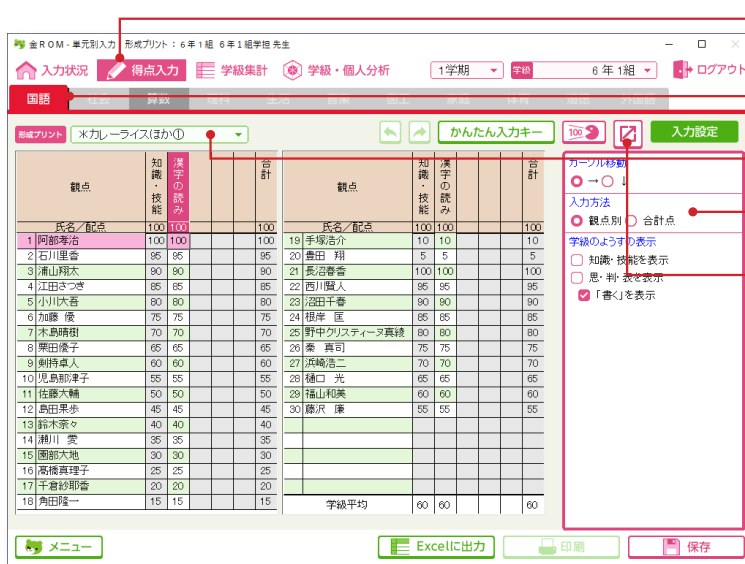 金ROM - 単元別入力 形成プリント : 6年1組 6年1組学担 先生
入力状況 得点入力 学級集計 学級・個人分析 1学期 学級 6年1組 ログアウト
国語 社会 算数 理科 生活 音楽 図工 家庭 体育 道徳 外国語
形成プリント ＊カレーライス(ほか① かんたん入力キー 100 入力設定
観点 知識・技能 漢字の読み 合計
氏名／配点 100 100 100
1 阿部孝治 100 100 100
2 石川里香 95 95 95
3 浦山翔太 90 90 90
4 江田さつき 85 85 85
5 小川大吾 80 80 80
6 加藤 優 75 75 75
7 木島晴樹 70 70 70
8 栗田優子 65 65 65
9 剣持卓人 60 60 60
10 児島那津子 55 55 55
11 佐藤大輔 50 50 50
12 島田果歩 45 45 45
13 鈴木奈々 40 40 40
14 瀬川 愛 35 35 35
15 園部大地 30 30 30
16 高橋真理子 25 25 25
17 千倉紗耶香 20 20 20
18 角田隆一 15 15 15
観点 知識・技能 漢字の読み 合計
氏名／配点 100 100 100
19 手塚浩介 10 10 10
20 豊田 翔 5 5 5
21 長沼春香 100 100 100
22 西川賢人 95 95 95
23 沼田千春 90 90 90
24 根岸 匡 85 85 85
25 野中クリスティーヌ真綾 80 80 80
26 秦 真司 75 75 75
27 浜崎浩二 70 70 70
28 樋口 光 65 65 65
29 福山和美 60 60 60
30 藤沢 廉 55 55 55
学級平均 60 60 60
カーソル移動
→ ↓
入力方法
観点別 合計点
学級のようすの表示
知識・技能を表示
思・判・表を表示
「書く」を表示
メニュー Excelに出力 印刷 保存